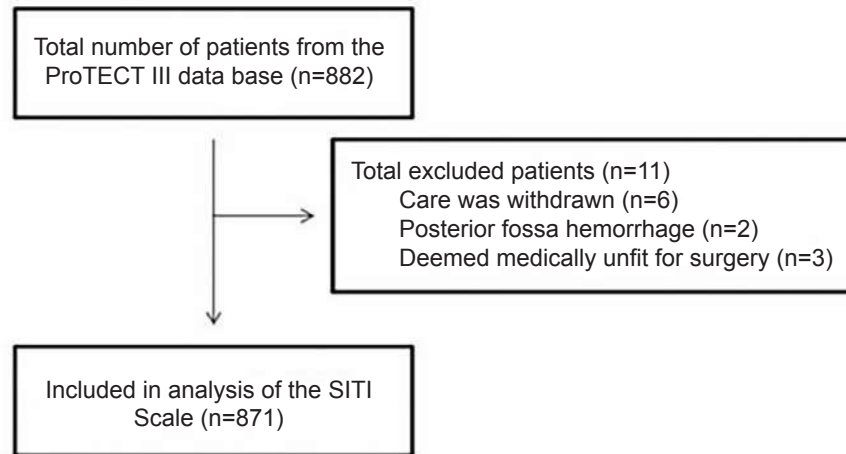 Total number of patients from the
ProTECT III data base (n=882)
Total excluded patients (n=11)
Care was withdrawn (n=6)
Posterior fossa hemorrhage (n=2)
Deemed medically unfit for surgery (n=3)
Included in analysis of the SITI
Scale (n=871)